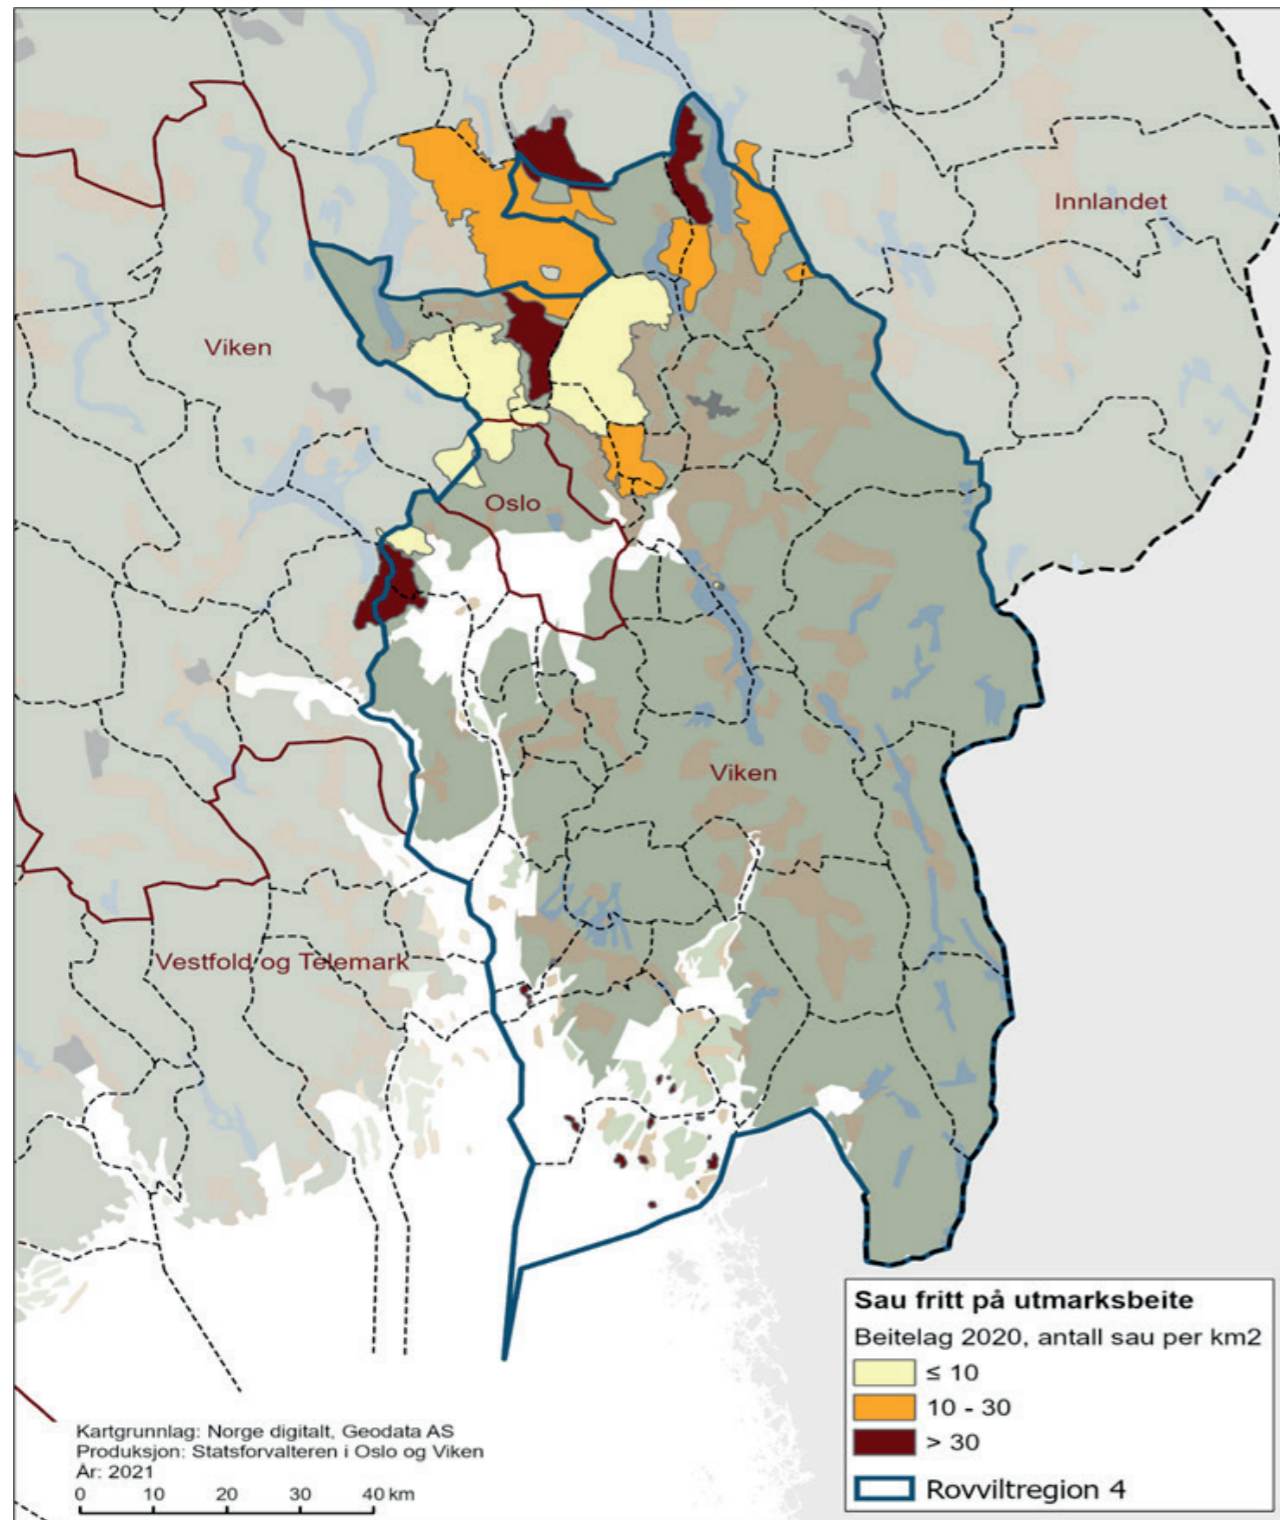 Innlandet
Viken
Oslo
Viken
Vestfold og Telemark
Sau fritt på utmarksbeite
Beitelag 2020, antall sau per km2
≤ 10
10 - 30
> 30
Rovviltregion 4
Kartgrunnlag: Norge digitalt, Geodata AS
Produksjon: Statsforvalteren i Oslo og Viken
År: 2021
0 10 20 30 40 km